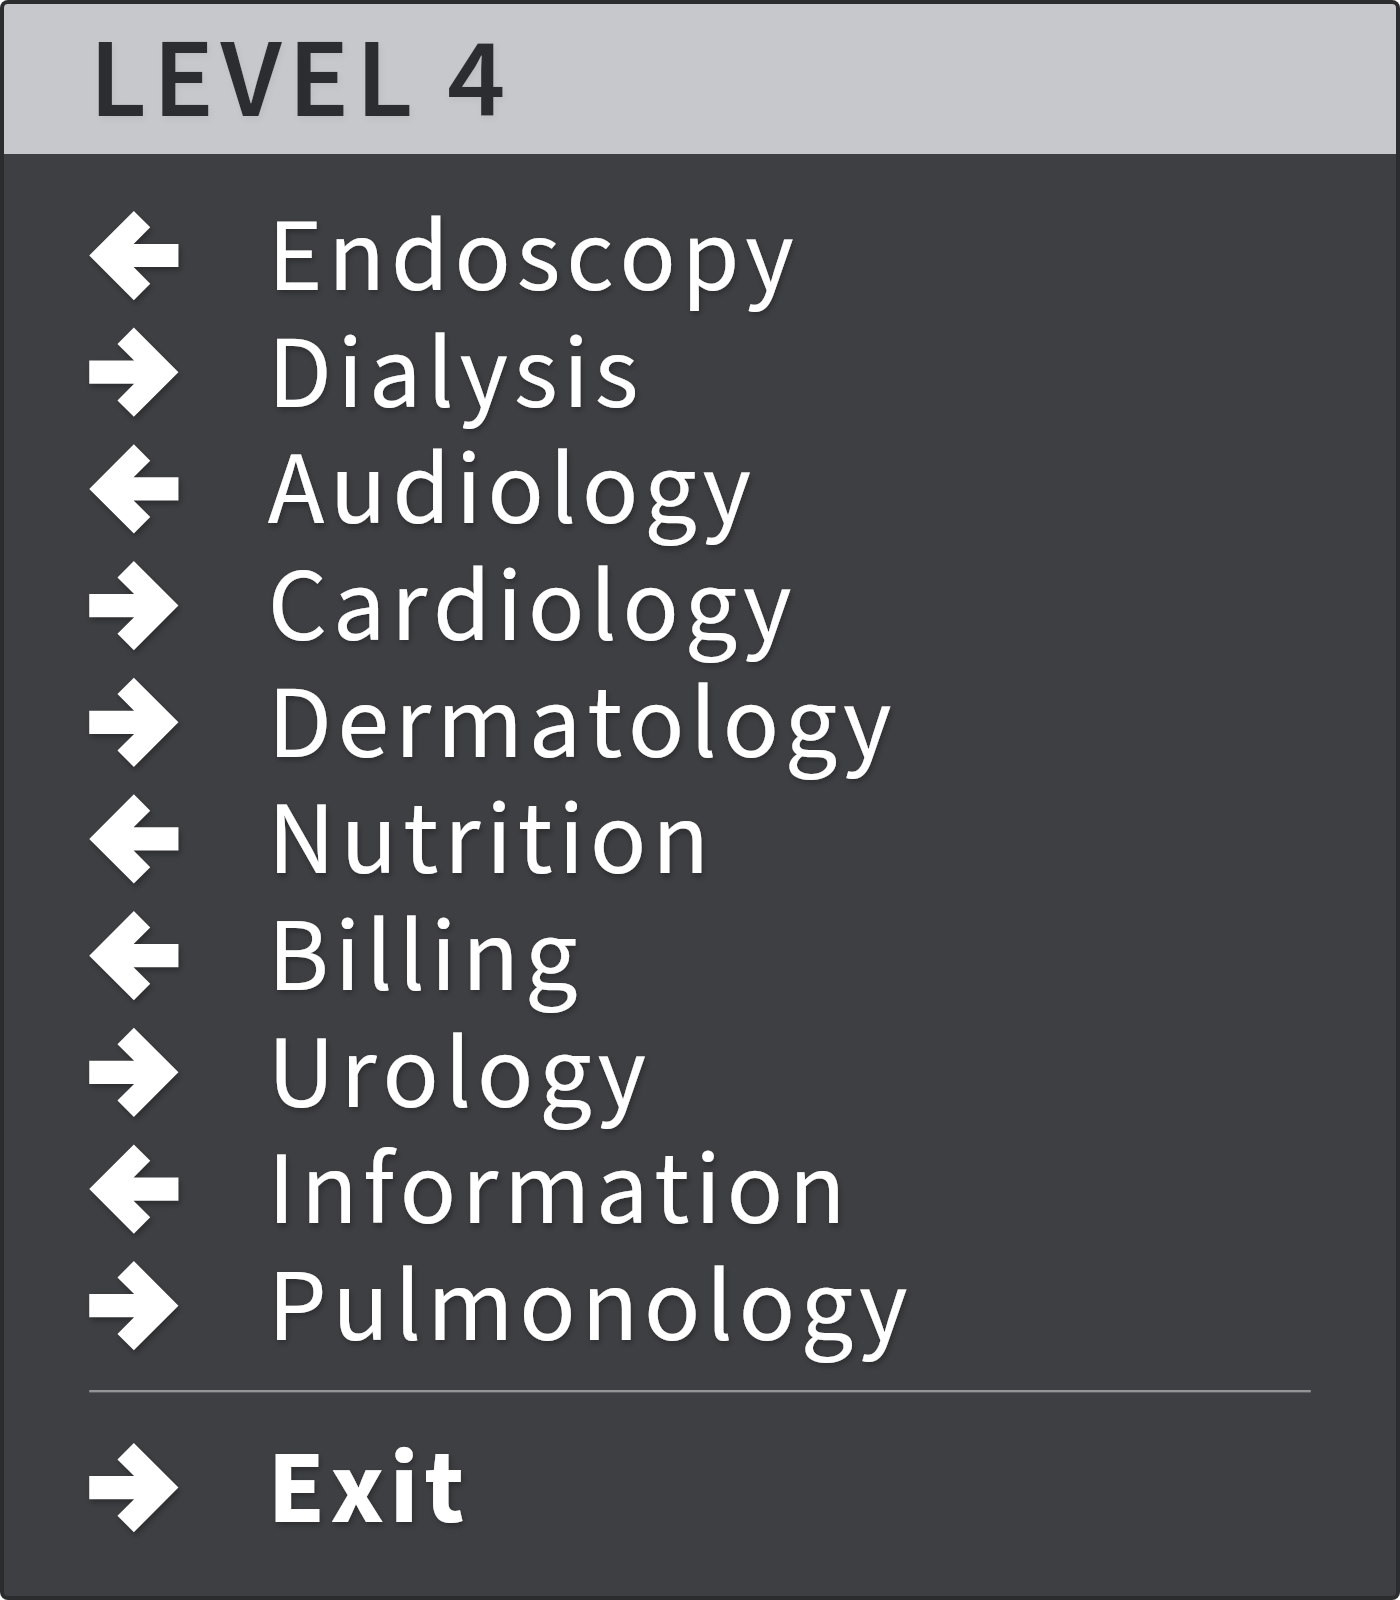 LEVEL 4
Endoscopy
Dialysis
Audiology
Cardiology
Dermatology
Nutrition
Billing
Urology
Information
Pulmonology
Exit